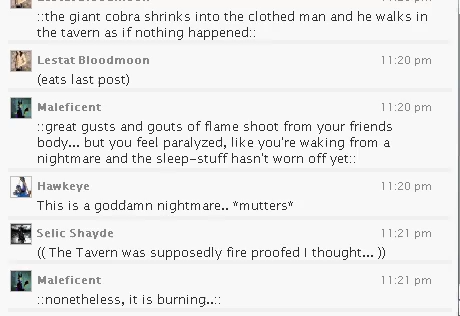 Lestat Bloodmoon
::the giant cobra shrinks into the clothed man and he walks in
the tavern as if nothing happened::
Lestat Bloodmoon 11:20 pm
(eats last post)
Maleficent 11:20 pm
::great gusts and gouts of flame shoot from your friends
body... but you feel paralyzed, like you're waking from a
nightmare and the sleep-stuff hasn't worn off yet::
Hawkeye 11:20 pm
This is a goddamn nightmare.. *mutters*
Selic Shayde 11:21 pm
(( The Tavern was supposedly fire proofed I thought... ))
Maleficent 11:21 pm
::nonetheless, it is burning..::